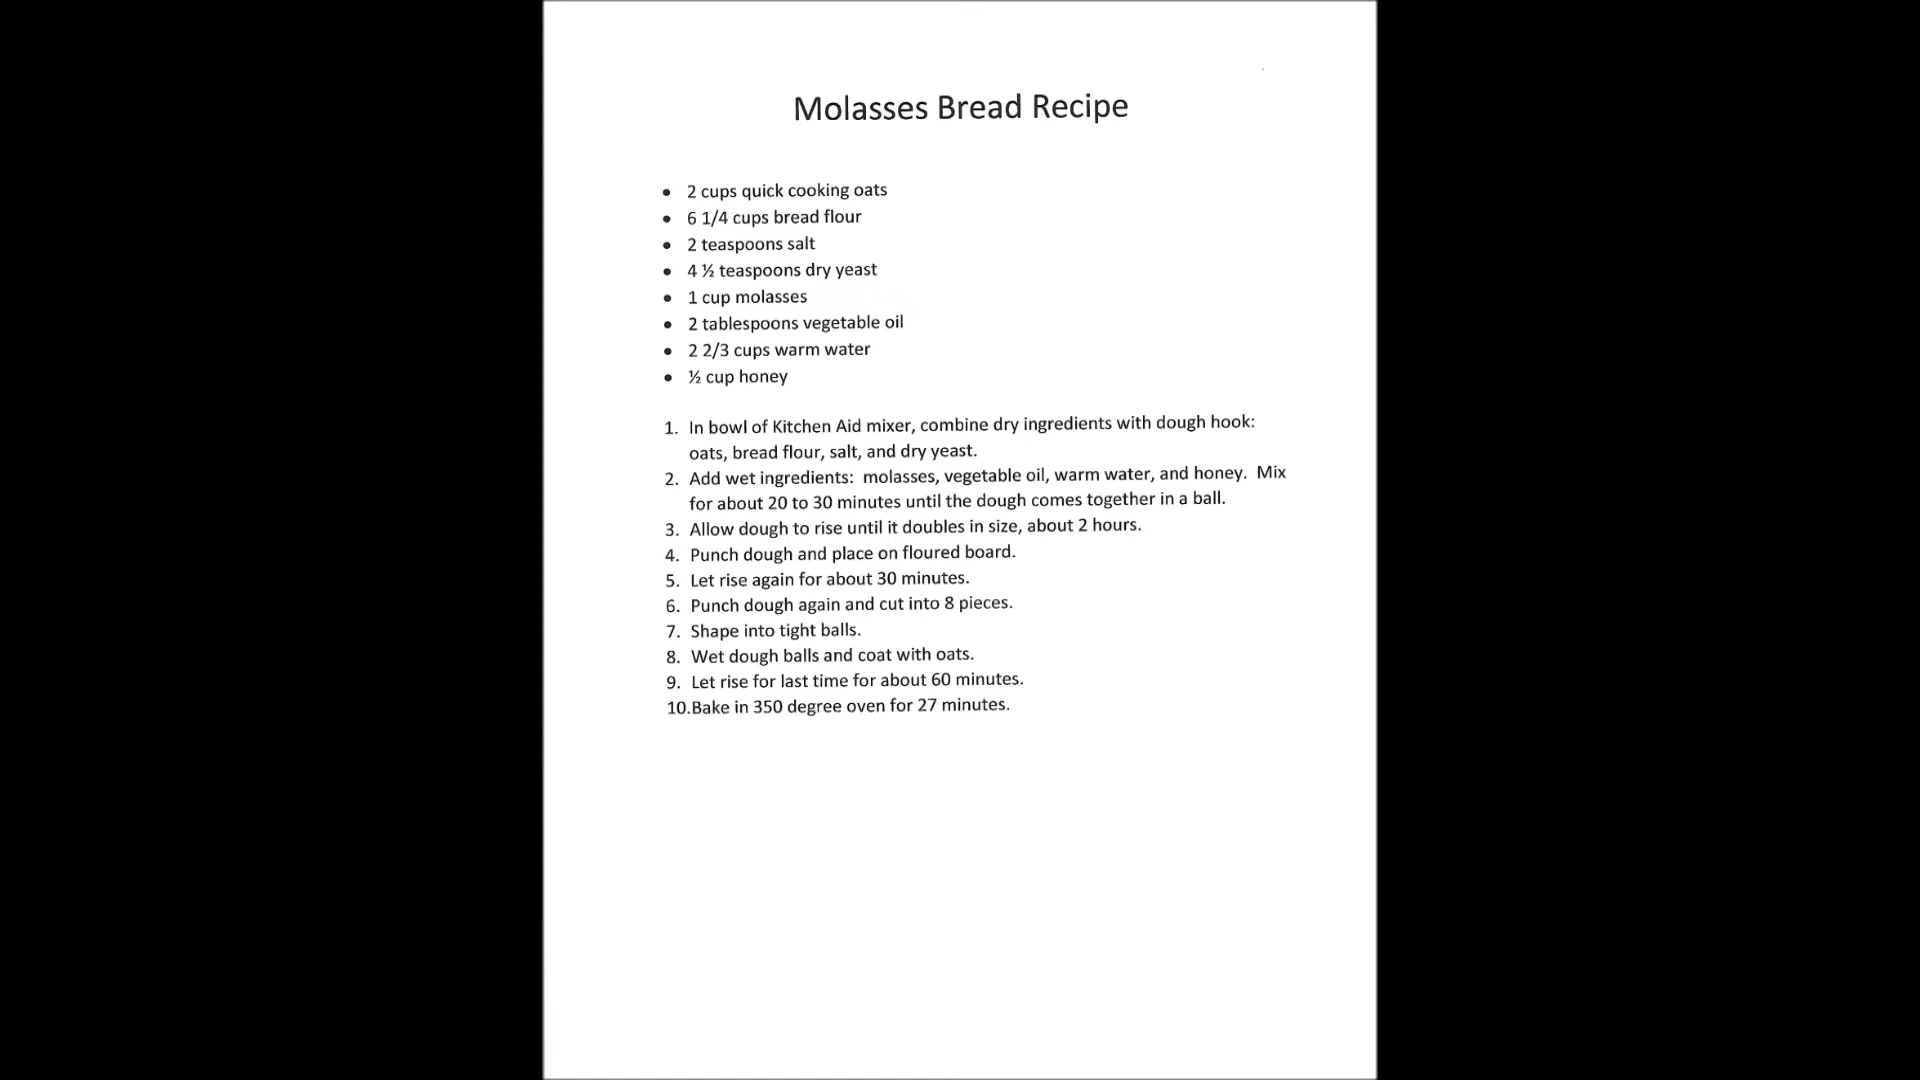 Molasses Bread Recipe
• 2 cups quick cooking oats
• 6 1/4 cups bread flour
• 2 teaspoons salt
• 4 ½ teaspoons dry yeast
• 1 cup molasses
• 2 tablespoons vegetable oil
• 2 2/3 cups warm water
• ½ cup honey
1. In bowl of Kitchen Aid mixer, combine dry ingredients with dough hook:
oats, bread flour, salt, and dry yeast.
2. Add wet ingredients:  molasses, vegetable oil, warm water, and honey.  Mix
for about 20 to 30 minutes until the dough comes together in a ball.
3. Allow dough to rise until it doubles in size, about 2 hours.
4. Punch dough and place on floured board.
5. Let rise again for about 30 minutes.
6. Punch dough again and cut into 8 pieces.
7. Shape into tight balls.
8. Wet dough balls and coat with oats.
9. Let rise for last time for about 60 minutes.
10.Bake in 350 degree oven for 27 minutes.